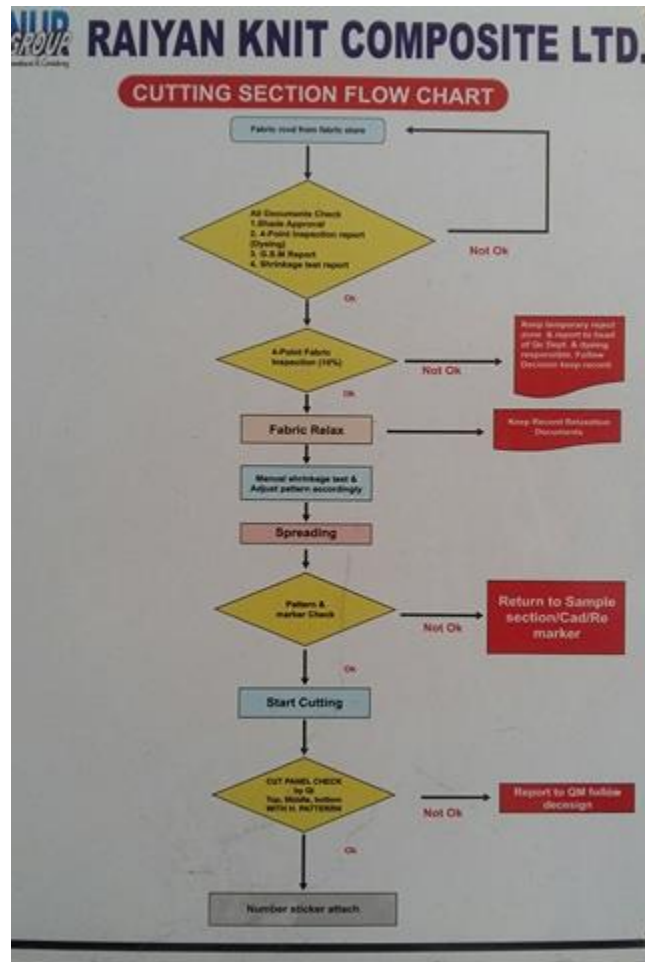 NUR
GROUP
RAIYAN KNIT COMPOSITE LTD.
CUTTING SECTION FLOW CHART
Fabric rcvd from fabric store
All Documents Check
1.Shade Approval
2. 4-Point Inspection report
(Dyeing)
3. G.S.M Report
4. Shrinkage test report
Not Ok
Ok
4-Point Fabric
Inspection (10%)
Not Ok
Keep temporary reject
zone & report to head
of Qc Dept. & dyeing
responsible. Follow
Decision keep record
Ok
Fabric Relax
Keep Record Relaxation
Documents
Manual shrinkage test &
Adjust pattern accordingly
Spreading
Pattern &
marker Check
Not Ok
Return to Sample
section/Cad/Re
marker
Ok
Start Cutting
CUT PANEL CHECK
by Qi
Top, Middle, bottom
WITH H. PATTERN
Not Ok
Report to QM follow
decesign
Ok
Number sticker attach.